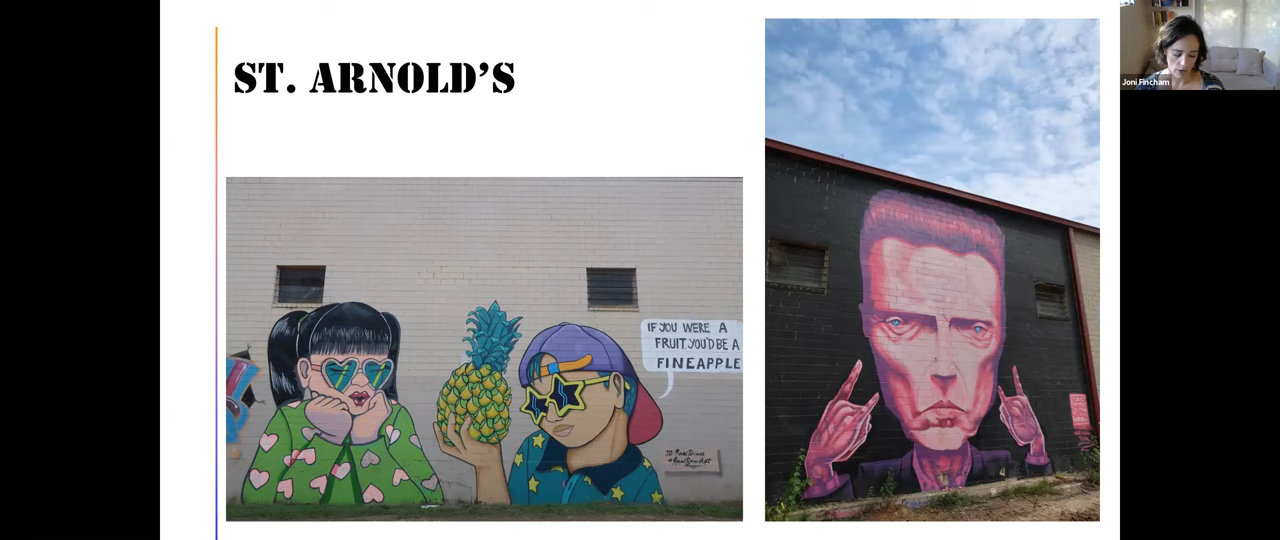 ST. ARNOLD'S
IF YOU WERE A
FRUIT YOU'D BE A
FINEAPPLE
Joni Fincham